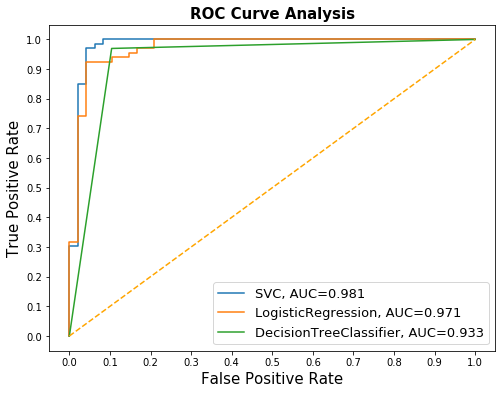 ROC Curve Analysis
True Positive Rate
1.0
0.9
0.8
0.7
0.6
0.5
0.4
0.3
0.2
0.1
0.0
SVC, AUC=0.981
LogisticRegression, AUC=0.971
DecisionTreeClassifier, AUC=0.933
0.0 0.1 0.2 0.3 0.4 0.5 0.6 0.7 0.8 0.9 1.0
False Positive Rate